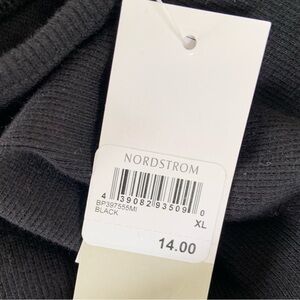 NORDSTROM
4 39082 93509 0
BP397555MI
BLACK XL
14.00